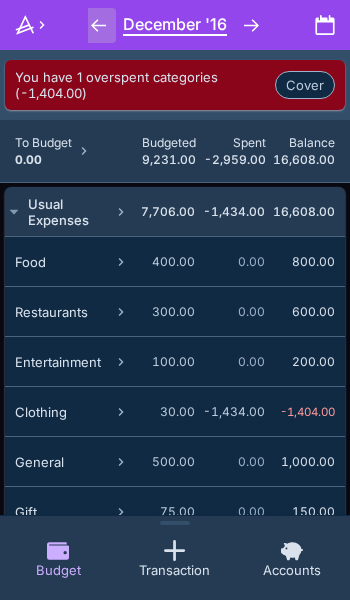 December '16
You have 1 overspent categories
(-1,404.00)
Cover
To Budget Budgeted Spent Balance
0.00 9,231.00 -2,959.00 16,608.00
Usual
Expenses 7,706.00 -1,434.00 16,608.00
Food 400.00 0.00 800.00
Restaurants 300.00 0.00 600.00
Entertainment 100.00 0.00 200.00
Clothing 30.00 -1,434.00 -1,404.00
General 500.00 0.00 1,000.00
Gift 75.00 0.00 150.00
Budget Transaction Accounts